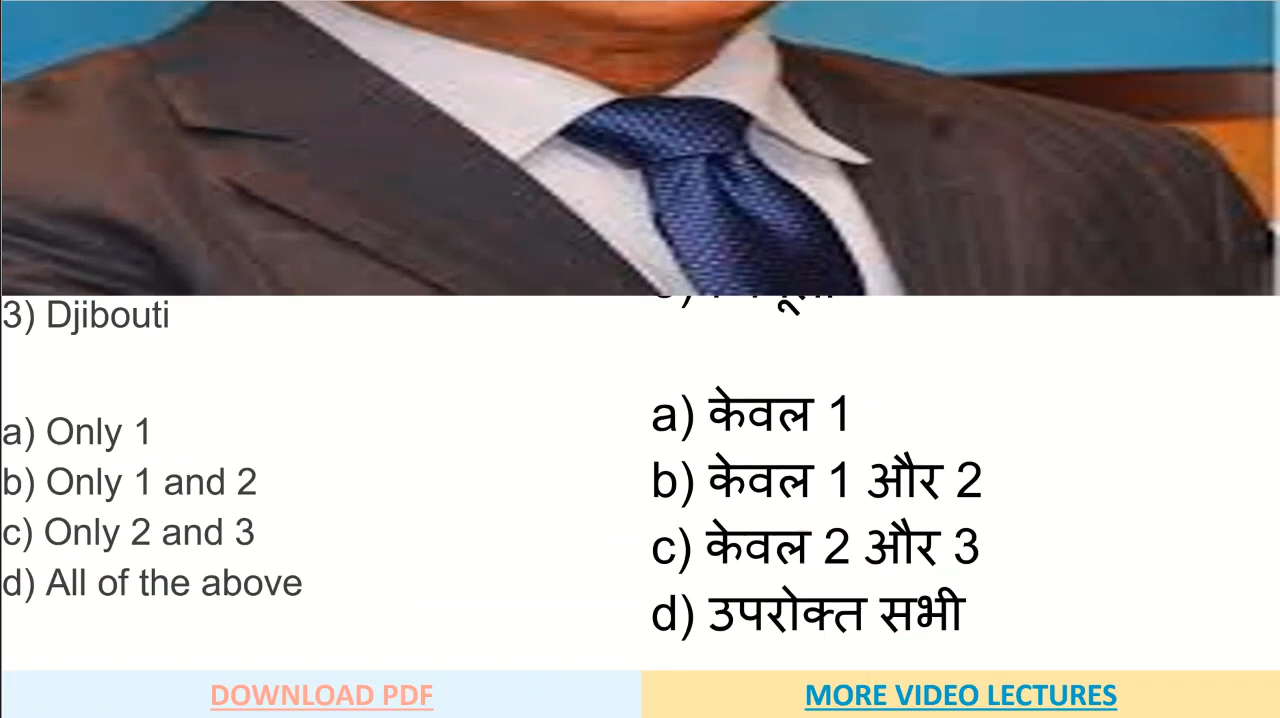 3) Djibouti
a) Only 1
b) Only 1 and 2
c) Only 2 and 3
d) All of the above
a) केवल 1
b) केवल 1 और 2
c) केवल 2 और 3
d) उपरोक्त सभी
DOWNLOAD PDF
MORE VIDEO LECTURES